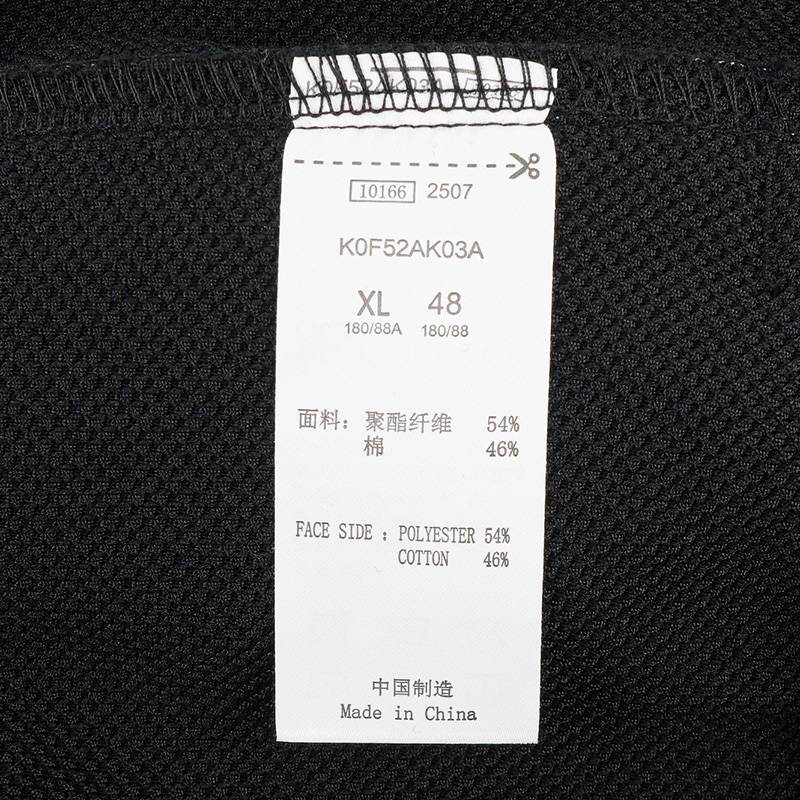 10166 2507
K0F52AK03A
XL 48
180/88A 180/88
面料：聚酯纤维 54%
棉 46%
FACE SIDE : POLYESTER 54%
COTTON 46%
中国制造
Made in China